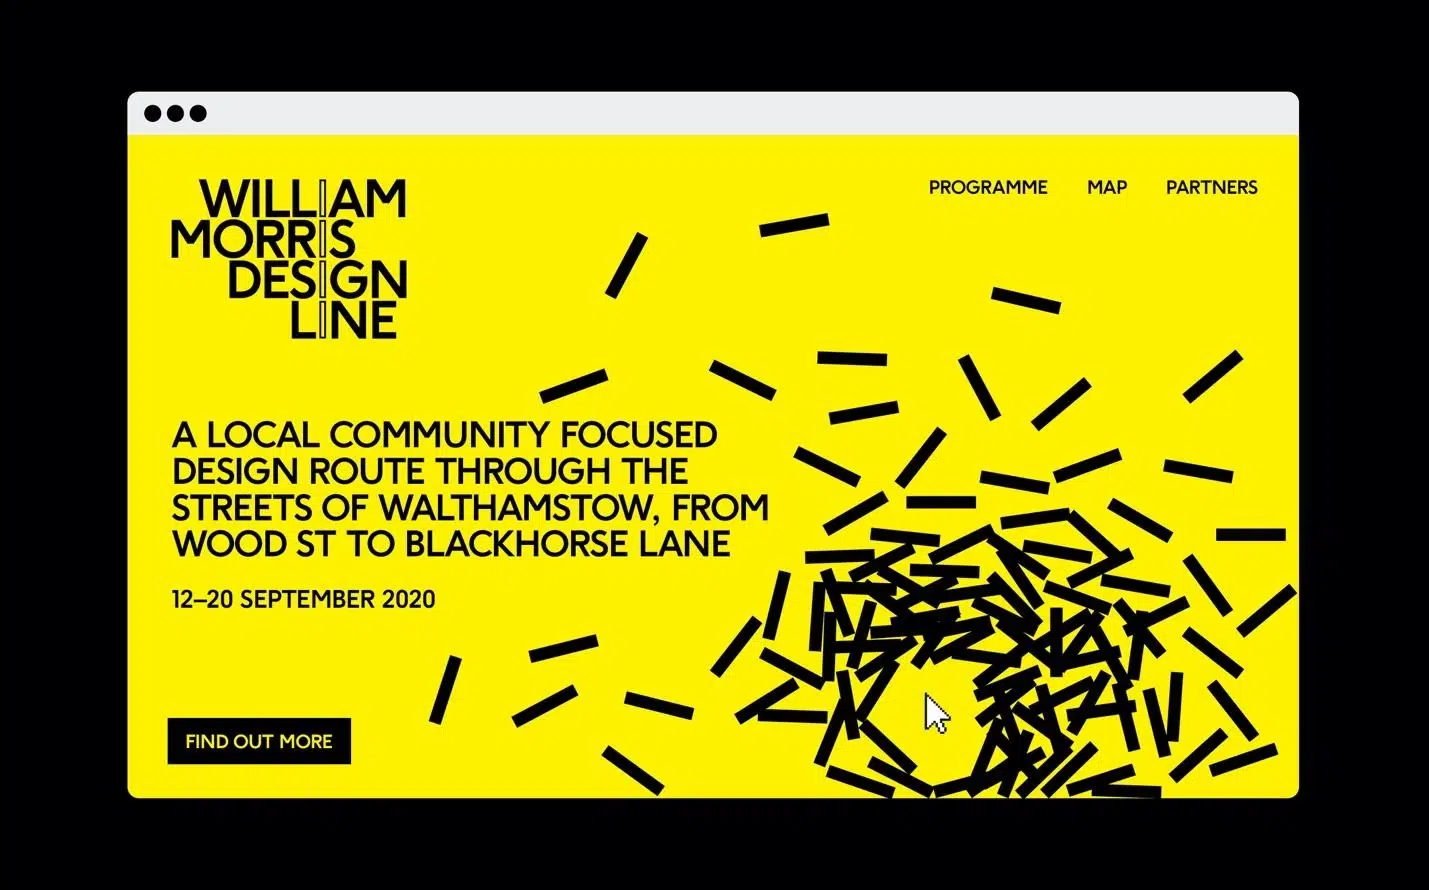 WILLIAM
MORRIS
DESIGN
LINE
PROGRAMME MAP PARTNERS
A LOCAL COMMUNITY FOCUSED
DESIGN ROUTE THROUGH THE
STREETS OF WALTHAMSTOW, FROM
WOOD ST TO BLACKHORSE LANE
12–20 SEPTEMBER 2020
FIND OUT MORE